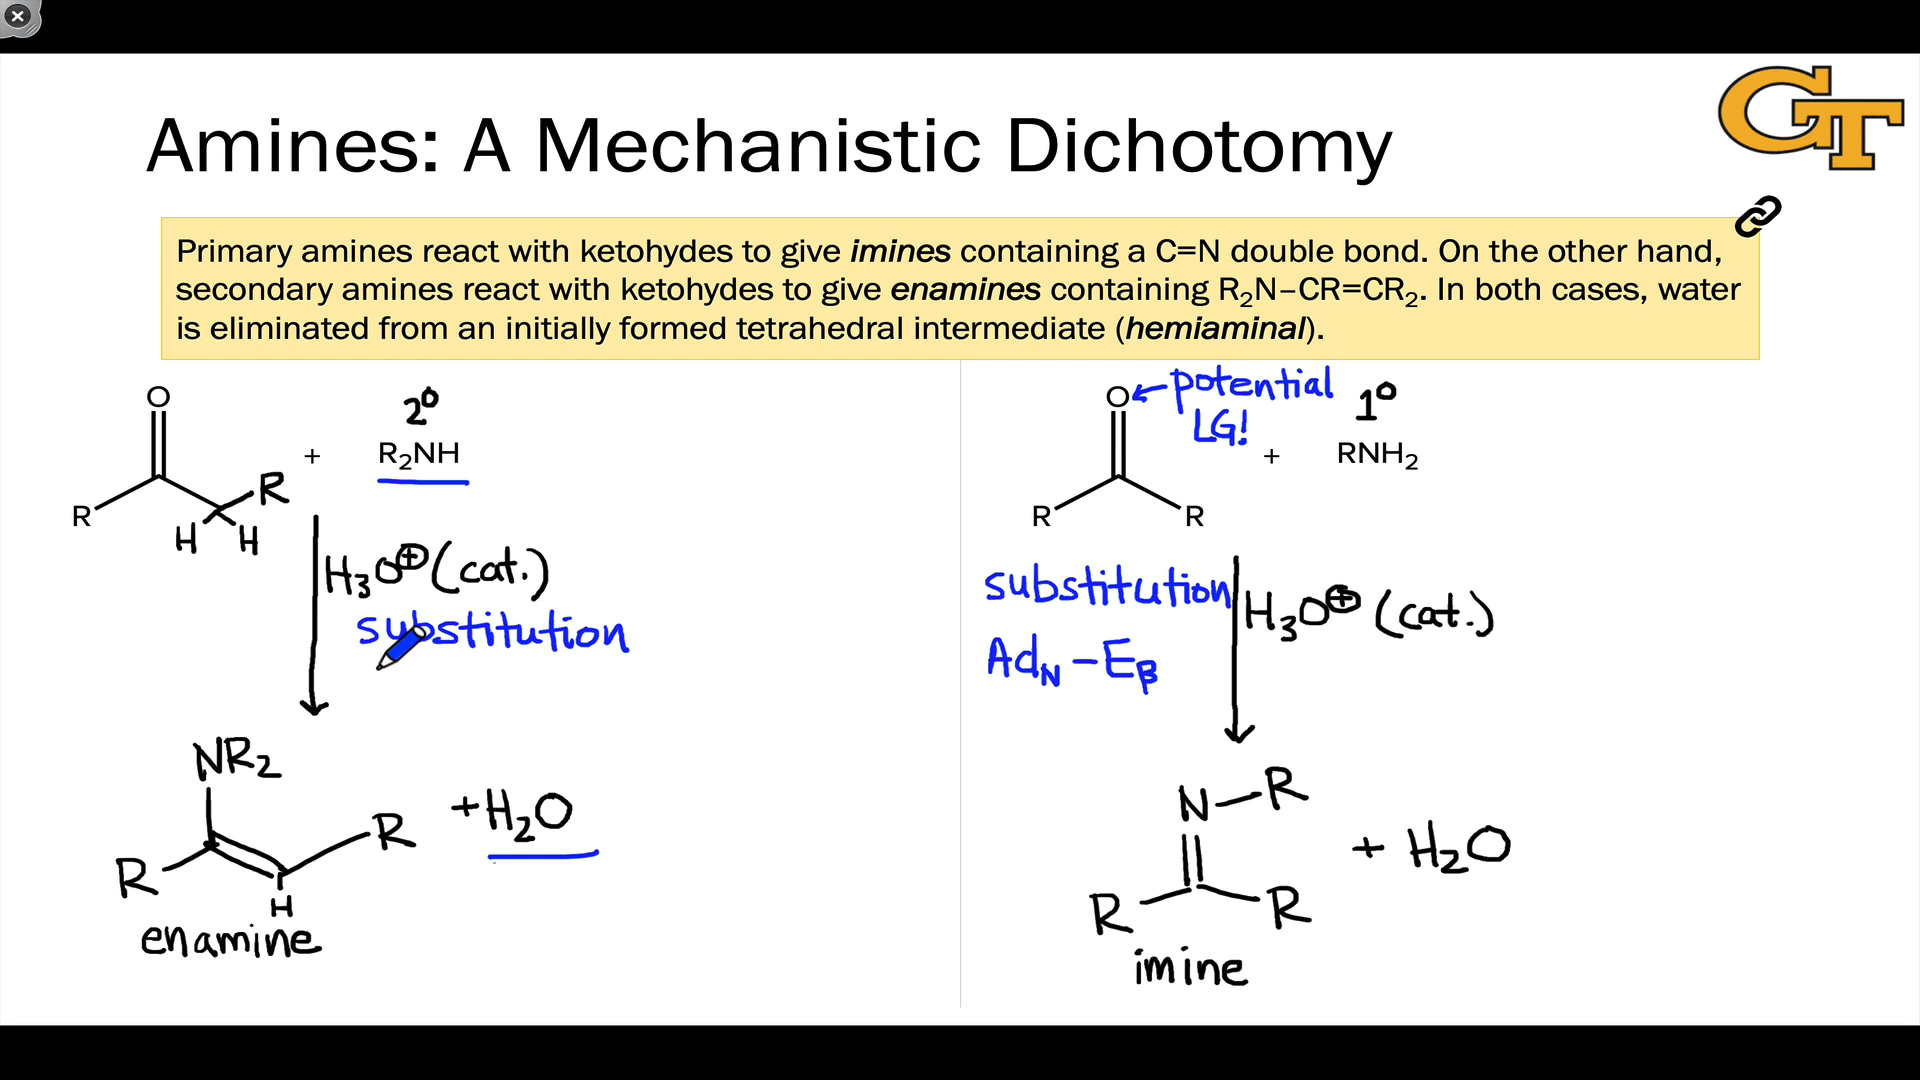 GT
Amines: A Mechanistic Dichotomy
Primary amines react with ketohydes to give imines containing a C=N double bond. On the other hand,
secondary amines react with ketohydes to give enamines containing R₂N–CR=CR₂. In both cases, water
is eliminated from an initially formed tetrahedral intermediate (hemiaminal).
O
2°
+
R₂NH
R
R
H
H
H₃O⊕ (cat.)
substitution
NR₂
R
R
H
+ H₂O
enamine
O
potential
LG!
1°
+
RNH₂
R
R
substitution
H₃O⊕ (cat.)
Ad_N – E_β
N
R
R
R
+ H₂O
imine